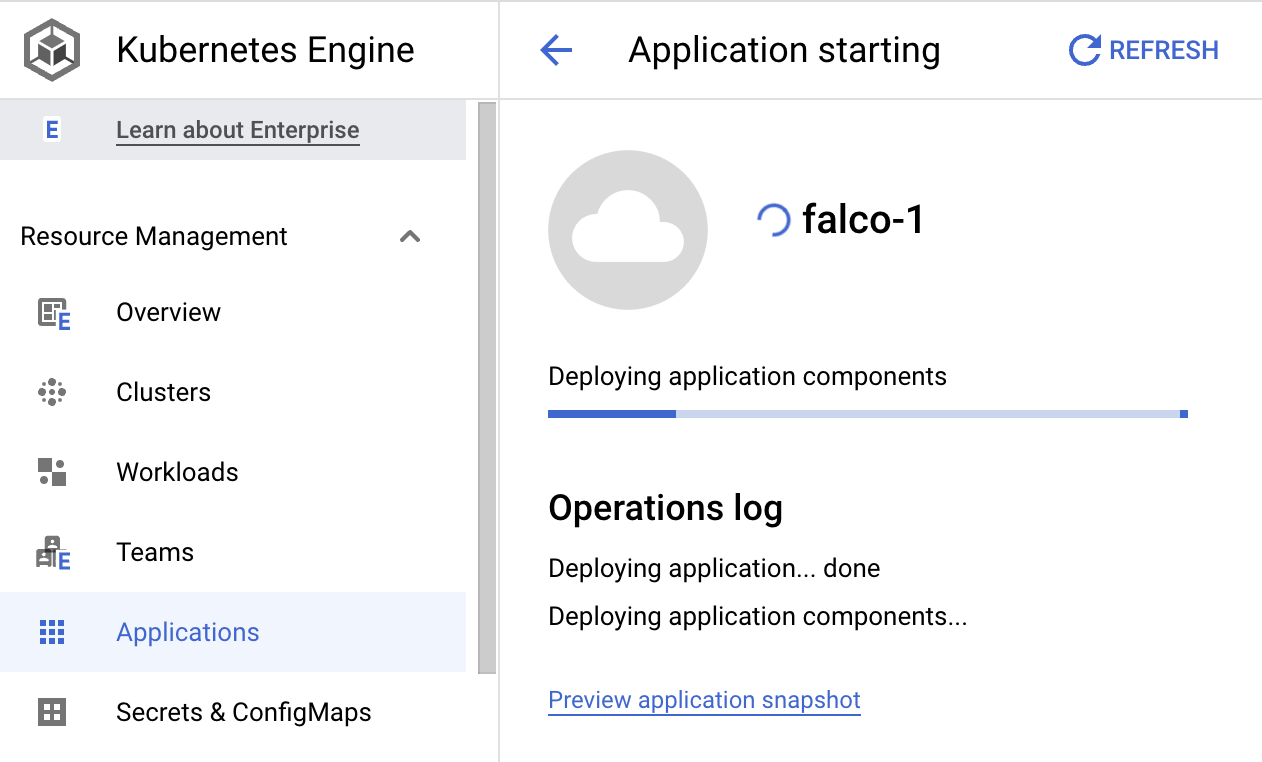 Kubernetes Engine
E Learn about Enterprise
Resource Management
E Overview
Clusters
Workloads
E Teams
Applications
Secrets & ConfigMaps
Application starting
REFRESH
falco-1
Deploying application components
Operations log
Deploying application... done
Deploying application components...
Preview application snapshot